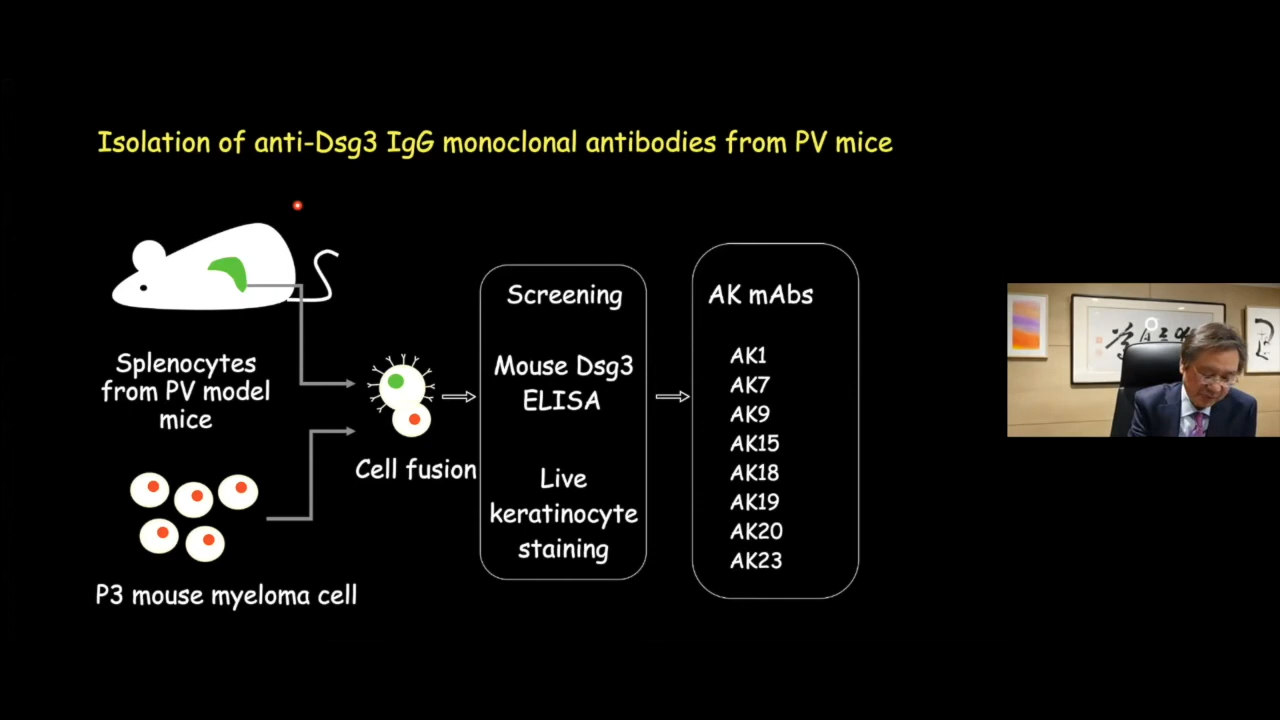 Isolation of anti-Dsg3 IgG monoclonal antibodies from PV mice
Splenocytes
from PV model
mice
P3 mouse myeloma cell
Cell fusion
Screening
Mouse Dsg3
ELISA
Live
keratinocyte
staining
AK mAbs
AK1
AK7
AK9
AK15
AK18
AK19
AK20
AK23